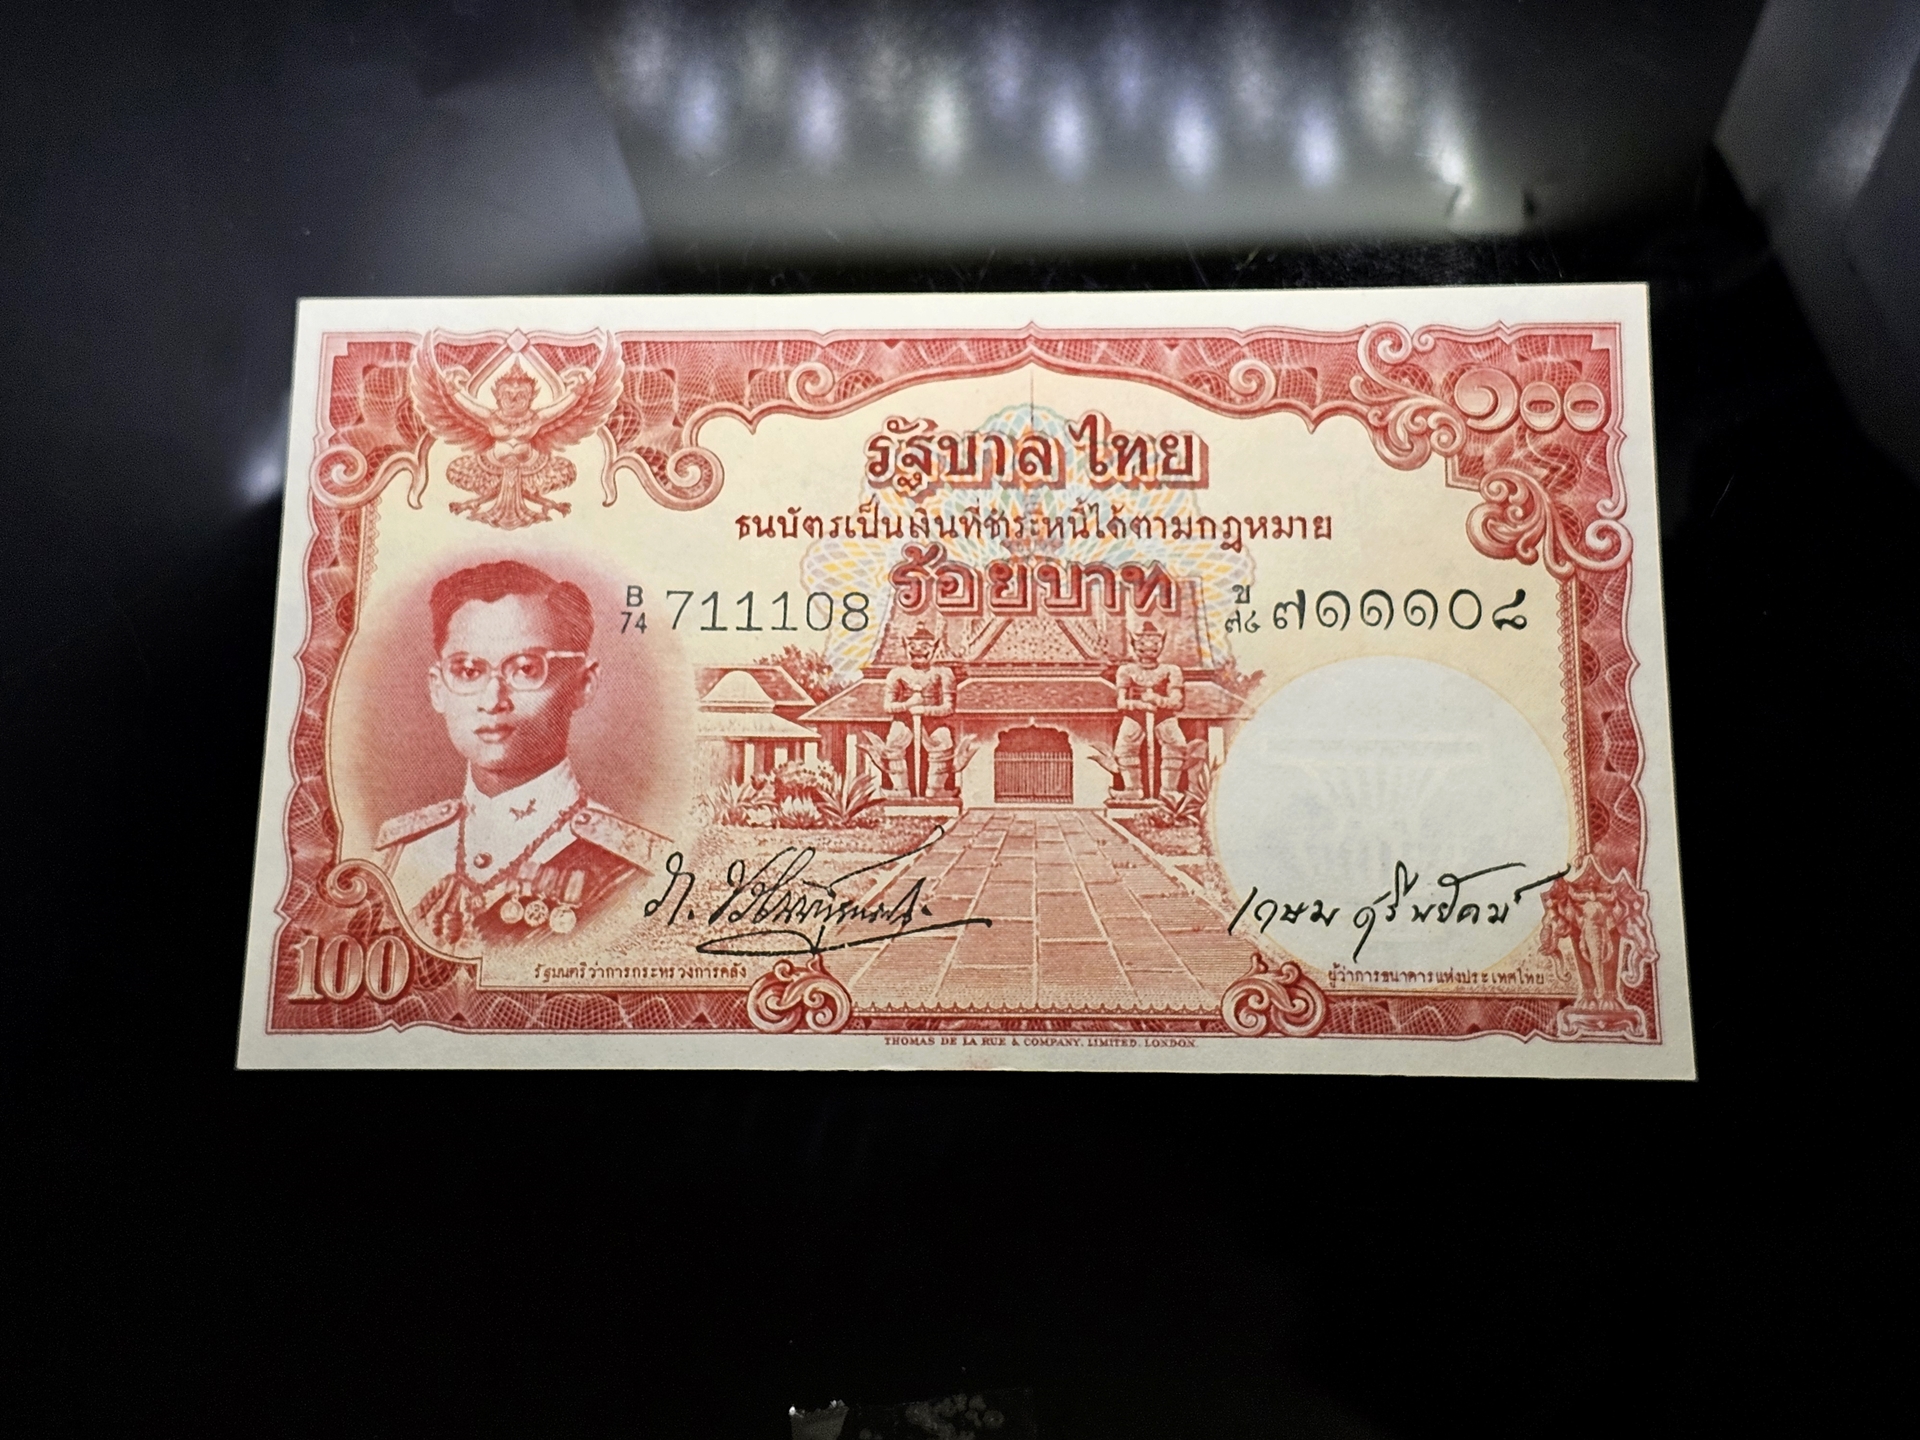 ๑๐๐
รัฐบาลไทย
ธนบัตรเป็นเงินที่ชำระหนี้ได้ตามกฎหมาย
ร้อยบาท
B
74 711108
ข
๗๔ ๗๑๑๑๐๘
เกษม ศรีพยัคฆ์
รัฐมนตรีว่าการกระทรวงการคลัง
ผู้ว่าการธนาคารแห่งประเทศไทย
100
THOMAS DE LA RUE & COMPANY, LIMITED, LONDON.